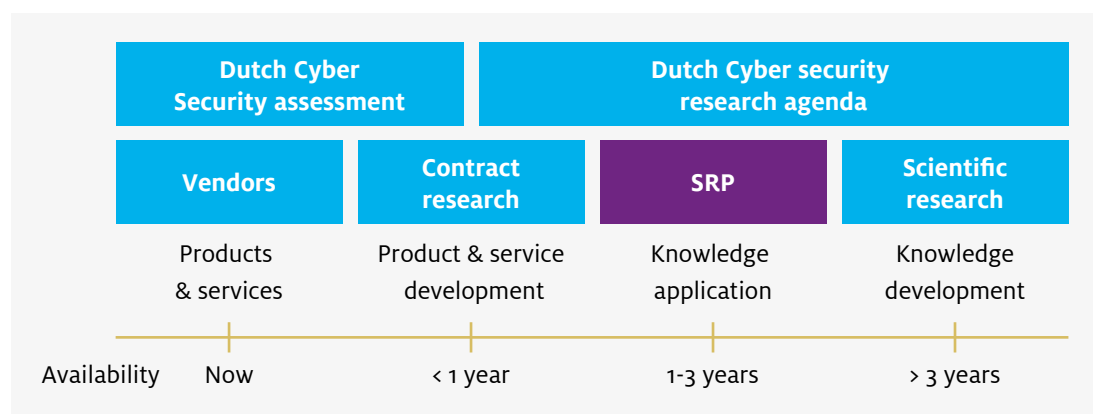 Dutch Cyber
Security assessment
Dutch Cyber security
research agenda
Vendors
Contract
research
SRP
Scientific
research
Products
& services
Product & service
development
Knowledge
application
Knowledge
development
Availability
Now
< 1 year
1-3 years
> 3 years